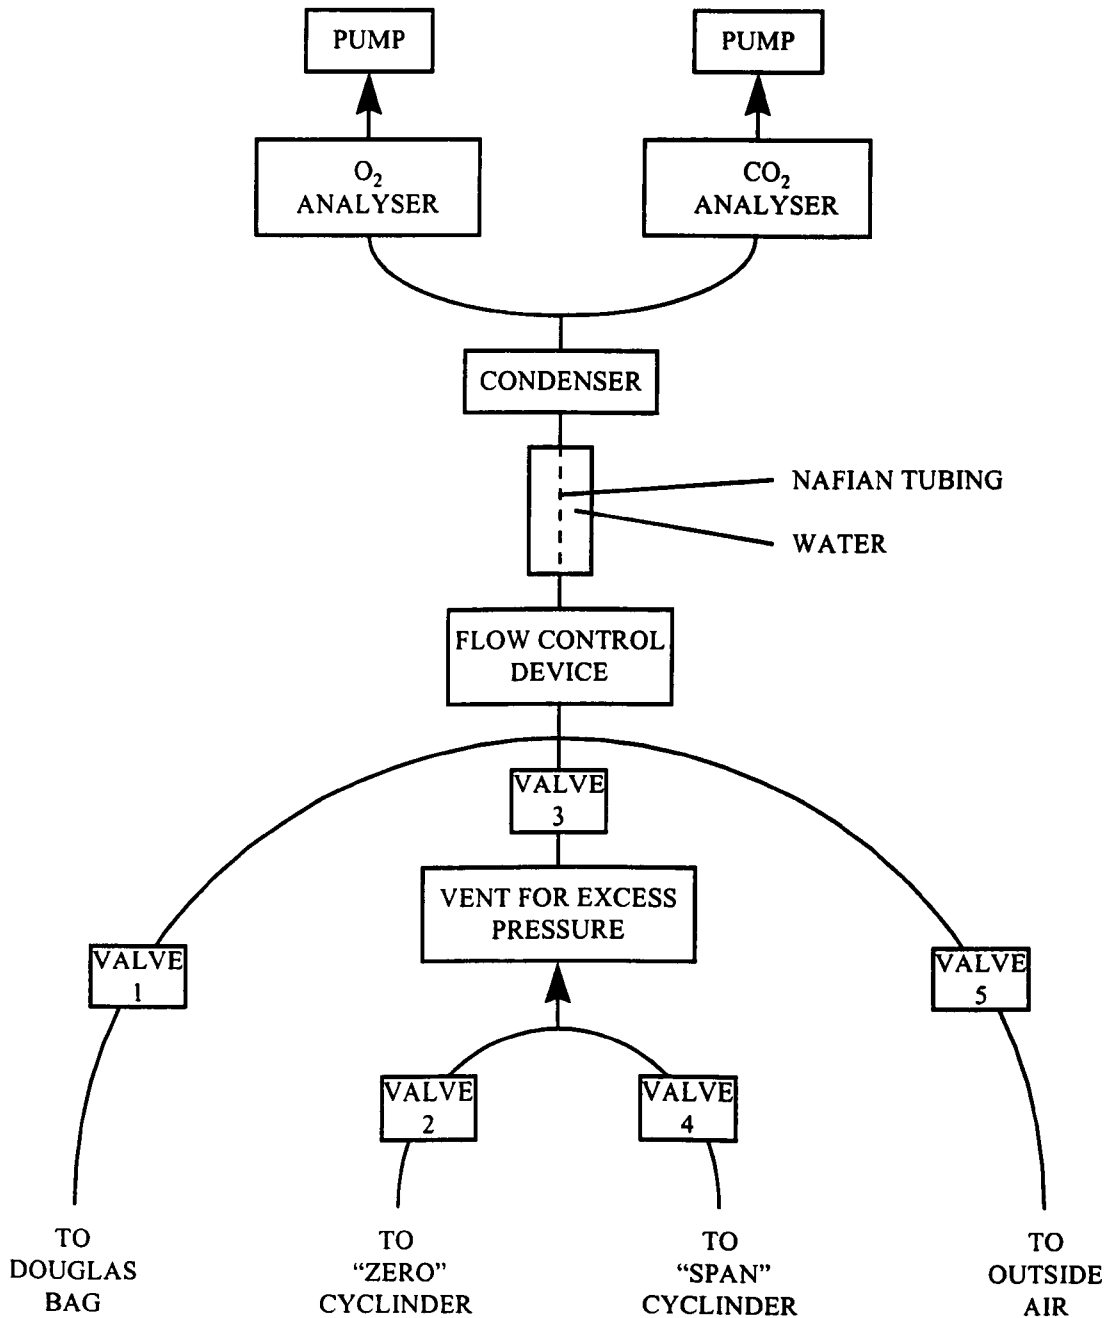 PUMP
PUMP
O₂
ANALYSER
CO₂
ANALYSER
CONDENSER
NAFIAN TUBING
WATER
FLOW CONTROL
DEVICE
VALVE
3
VENT FOR EXCESS
PRESSURE
VALVE
1
VALVE
5
VALVE
2
VALVE
4
TO
DOUGLAS
BAG
TO
“ZERO”
CYCLINDER
TO
“SPAN”
CYCLINDER
TO
OUTSIDE
AIR